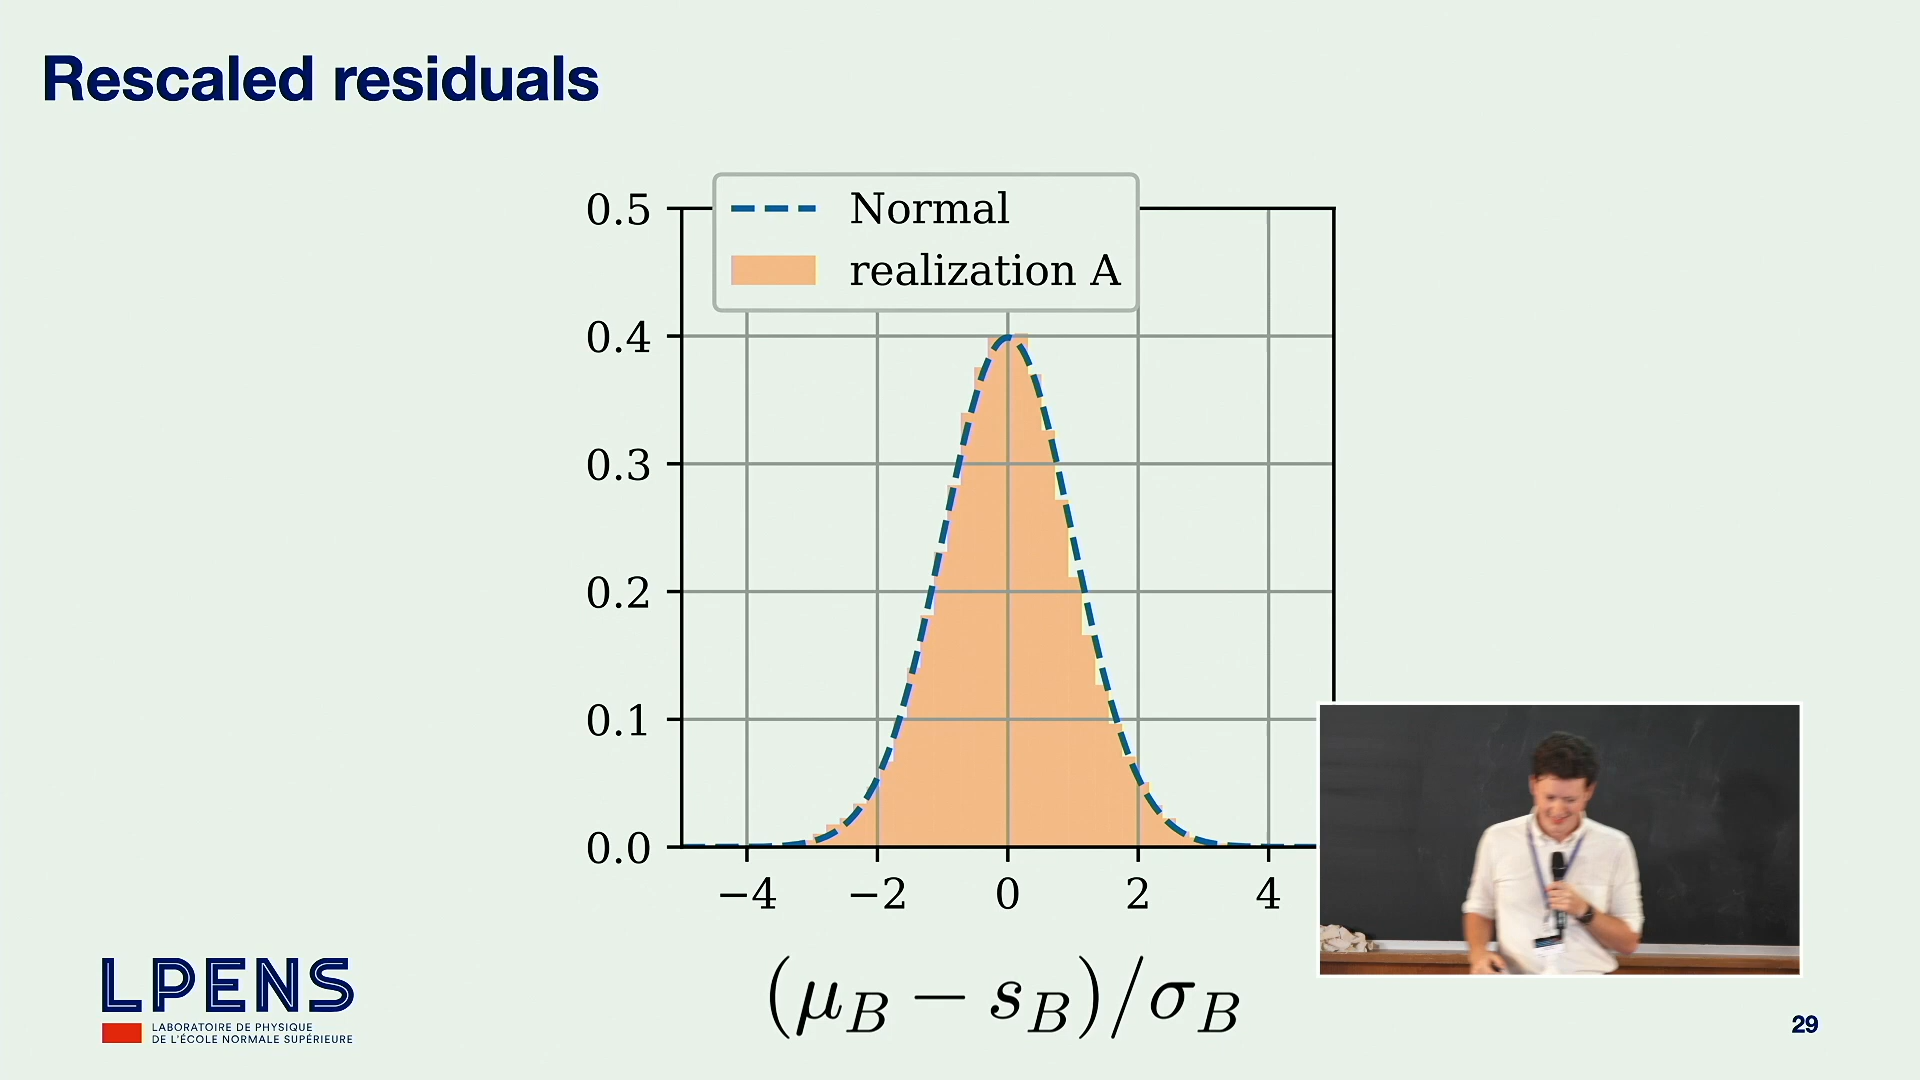 Rescaled residuals
Normal
realization A
0.5
0.4
0.3
0.2
0.1
0.0
−4 −2 0 2 4
(μ_B − s_B)/σ_B
LPENS
LABORATOIRE DE PHYSIQUE
DE L'ÉCOLE NORMALE SUPÉRIEURE
29